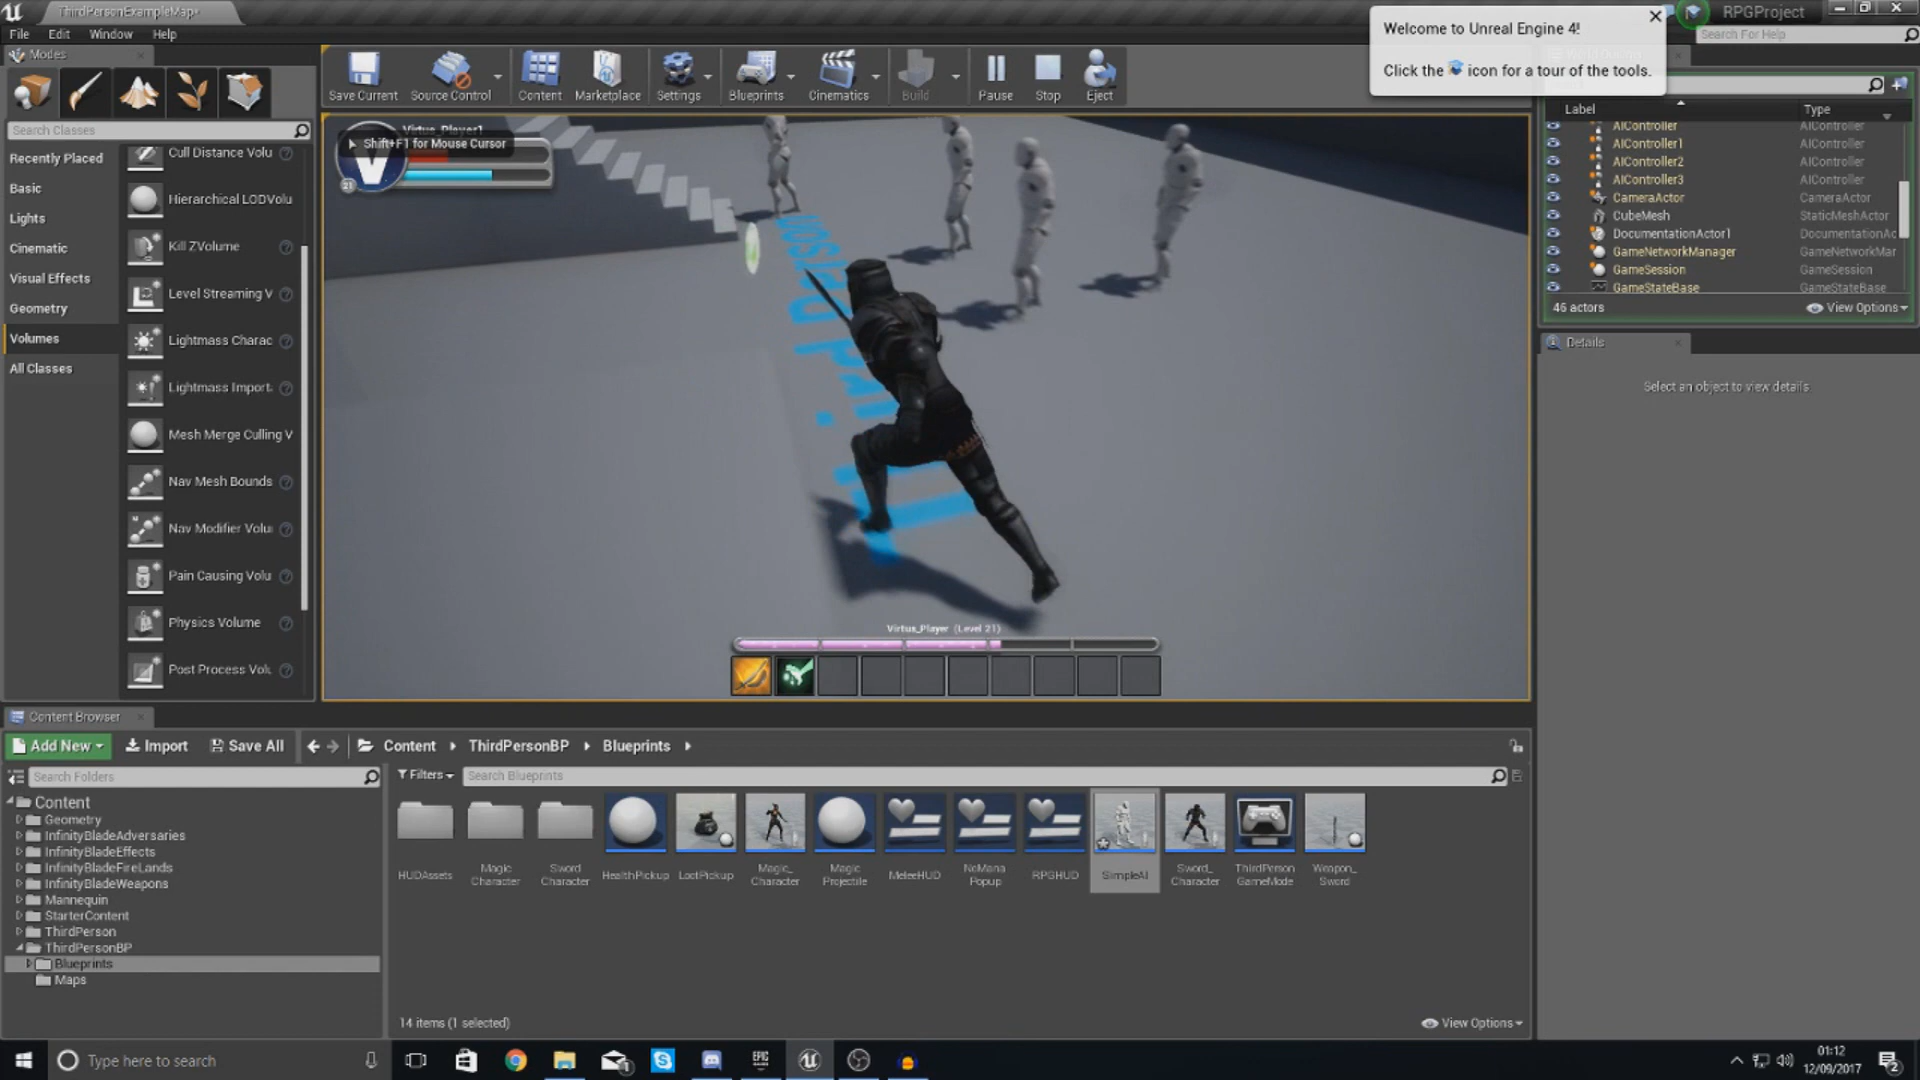 ThirdPersonExampleMap*
RPGProject
File Edit Window Help
Search For Help
Welcome to Unreal Engine 4!
Click the icon for a tour of the tools.
Modes
Save Current
Source Control
Content
Marketplace
Settings
Blueprints
Cinematics
Build
Pause
Stop
Eject
Search Classes
Recently Placed
Basic
Lights
Cinematic
Visual Effects
Geometry
Volumes
All Classes
Cull Distance Volu
Hierarchical LODVolu
Kill ZVolume
Level Streaming V
Lightmass Charac
Lightmass Import
Mesh Merge Culling V
Nav Mesh Bounds
Nav Modifier Volu
Pain Causing Volu
Physics Volume
Post Process Volu
Virtus_Player1
Shift+F1 for Mouse Cursor
21
Virtus_Player (Level 21)
Label Type
AIController AIController
AIController1 AIController
AIController2 AIController
AIController3 AIController
CameraActor CameraActor
CubeMesh StaticMeshActor
DocumentationActor1 DocumentationAc
GameNetworkManager GameNetworkMar
GameSession GameSession
GameStateBase GameStateBase
46 actors
View Options
Details
Select an object to view details
Content Browser
Add New Import Save All
Content ThirdPersonBP Blueprints
Search Folders
Filters
Search Blueprints
Content
Geometry
InfinityBladeAdversaries
InfinityBladeEffects
InfinityBladeFireLands
InfinityBladeWeapons
Mannequin
StarterContent
ThirdPerson
ThirdPersonBP
Blueprints
Maps
HUDAssets
Magic Character
Sword Character
HealthPickup
LootPickup
Magic_ Character
Magic Projectile
MeleeHUD
NoMana Popup
RPGHUD
SimpleAI
Sword_ Character
ThirdPerson GameMode
Weapon_ Sword
14 items (1 selected)
View Options
Type here to search
EPIC
01:12
12/09/2017
2